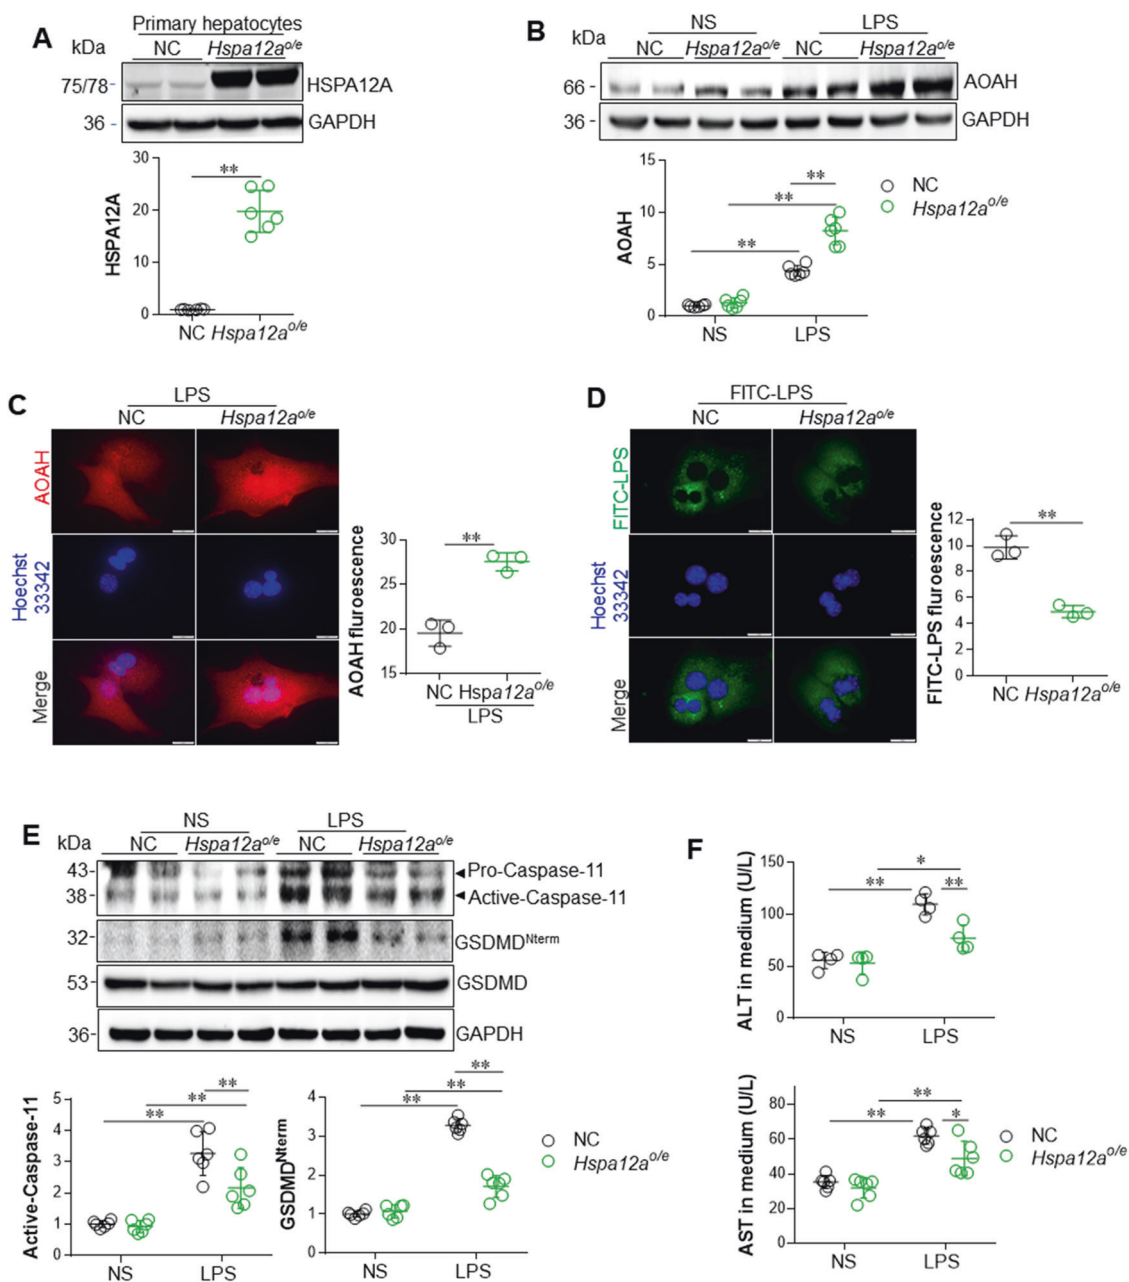 A
Primary hepatocytes
kDa
NC Hspa12a^o/e
75/78- HSPA12A
36 - GAPDH
HSPA12A
30
20
10
0
**
NC Hspa12a^o/e
B
NS LPS
kDa
NC Hspa12a^o/e NC Hspa12a^o/e
66 - AOAH
36 - GAPDH
AOAH
15
10
5
0
**
**
**
NS LPS
NC
Hspa12a^o/e
C
LPS
NC Hspa12a^o/e
AOAH
Hoechst
33342
Merge
AOAH fluroescence
30
25
20
15
**
NC Hspa12a^o/e
LPS
D
FITC-LPS
NC Hspa12a^o/e
FITC-LPS
Hoechst
33342
Merge
FITC-LPS fluroescence
12
10
8
6
4
2
0
**
NC Hspa12a^o/e
E
NS LPS
kDa NC Hspa12a^o/e NC Hspa12a^o/e
43- Pro-Caspase-11
38- Active-Caspase-11
32- GSDMD^Nterm
53- GSDMD
36- GAPDH
Active-Caspase-11
5
4
3
2
1
0
**
**
**
NS LPS
GSDMD^Nterm
4
3
2
1
0
**
**
**
NS LPS
NC
Hspa12a^o/e
F
ALT in medium (U/L)
150
100
50
0
*
** **
NS LPS
AST in medium (U/L)
80
60
40
20
0
**
** *
NS LPS
NC
Hspa12a^o/e